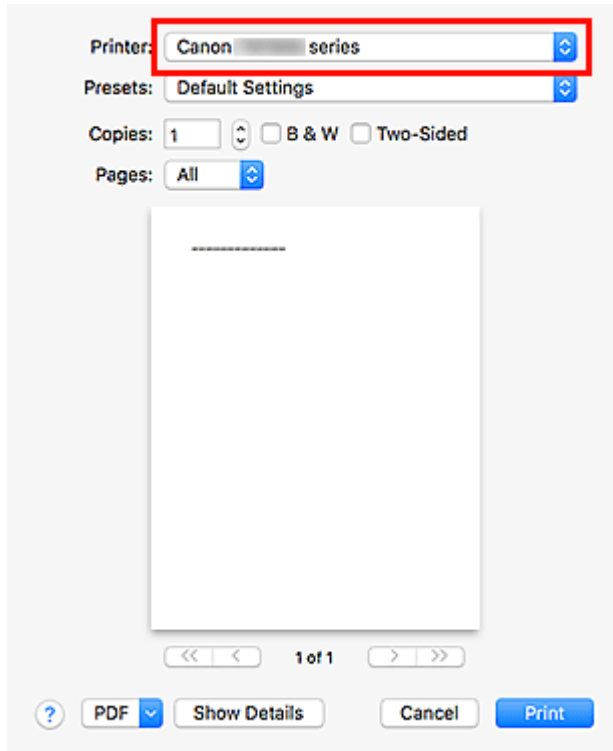 Printer: Canon series
Presets: Default Settings
Copies: 1 B & W Two-Sided
Pages: All
-------------
<< < 1 of 1 > >>
? PDF Show Details Cancel Print